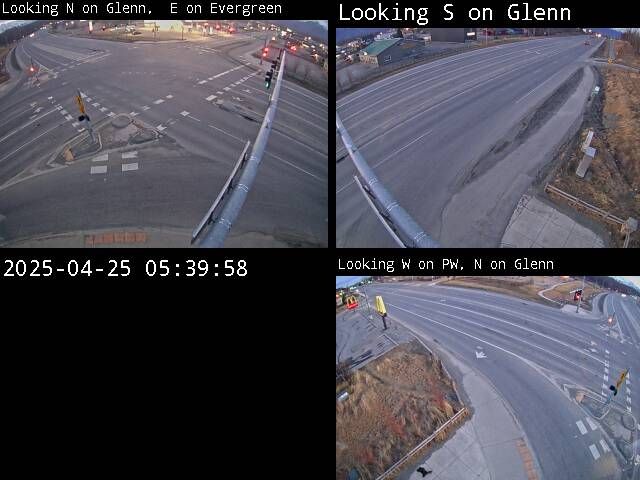 Looking N on Glenn,  E on Evergreen
Looking S on Glenn
2025-04-25 05:39:58
Looking W on PW, N on Glenn